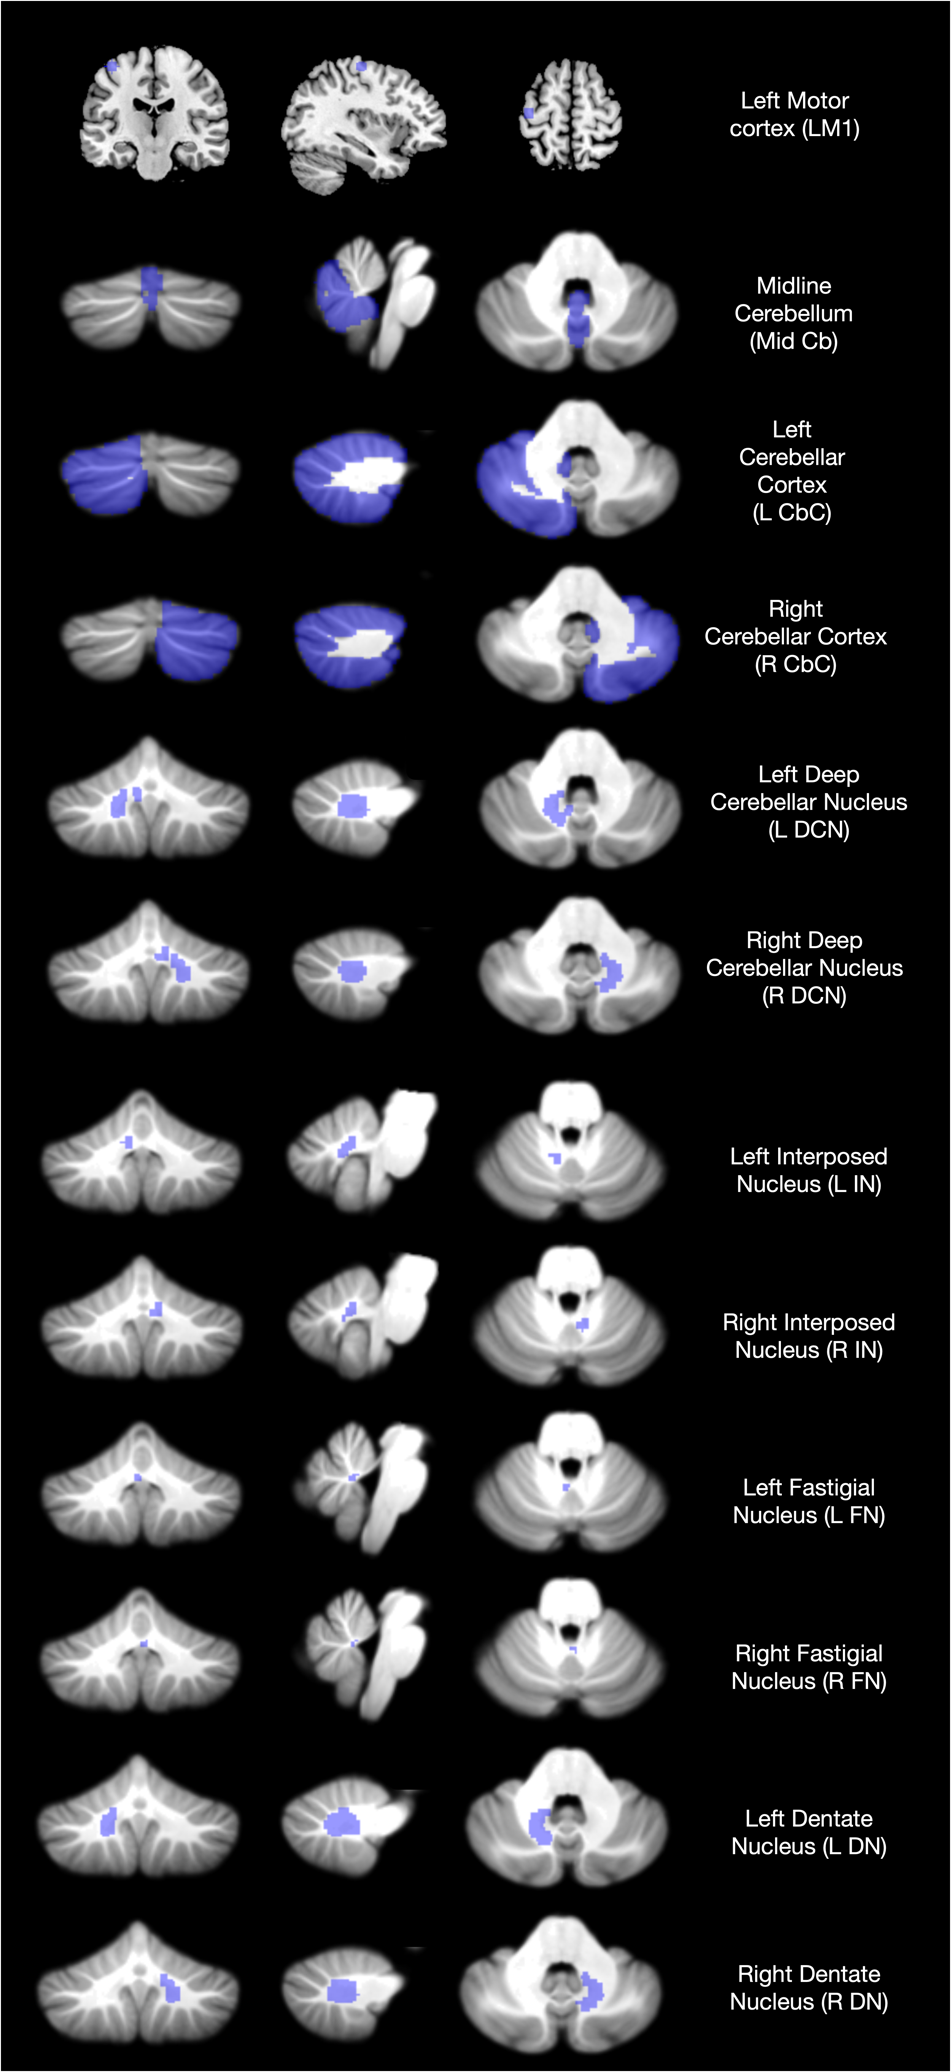 Left Motor
cortex (LM1)
Midline
Cerebellum
(Mid Cb)
Left
Cerebellar
Cortex
(L CbC)
Right
Cerebellar Cortex
(R CbC)
Left Deep
Cerebellar Nucleus
(L DCN)
Right Deep
Cerebellar Nucleus
(R DCN)
Left Interposed
Nucleus (L IN)
Right Interposed
Nucleus (R IN)
Left Fastigial
Nucleus (L FN)
Right Fastigial
Nucleus (R FN)
Left Dentate
Nucleus (L DN)
Right Dentate
Nucleus (R DN)